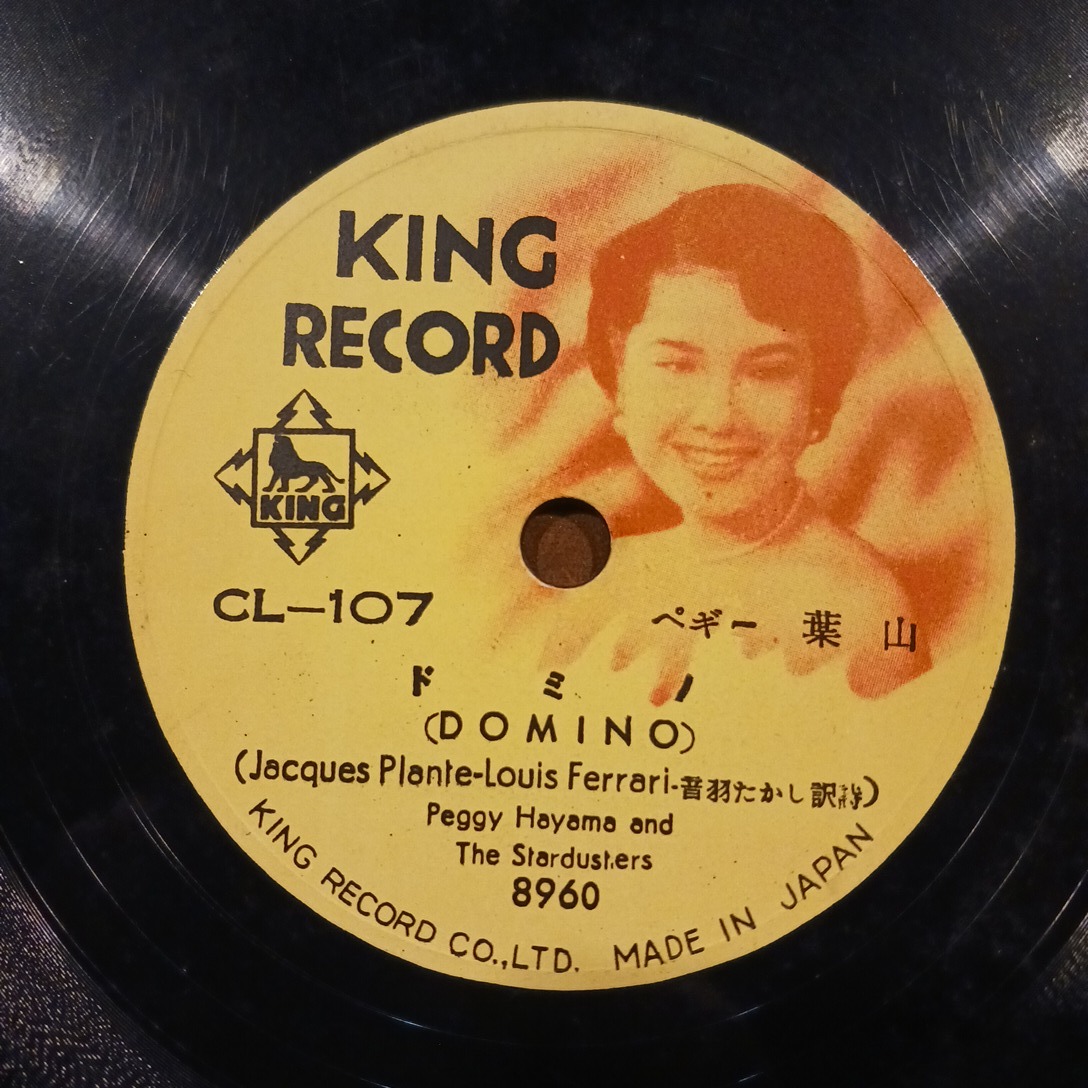 KING
RECORD
KING
CL-107
ペギー 葉山
ドミノ
(DOMINO)
(Jacques Plante-Louis Ferrari-音羽たかし訳詩)
Peggy Hayama and
The Stardusters
8960
KING RECORD CO.,LTD. MADE IN JAPAN